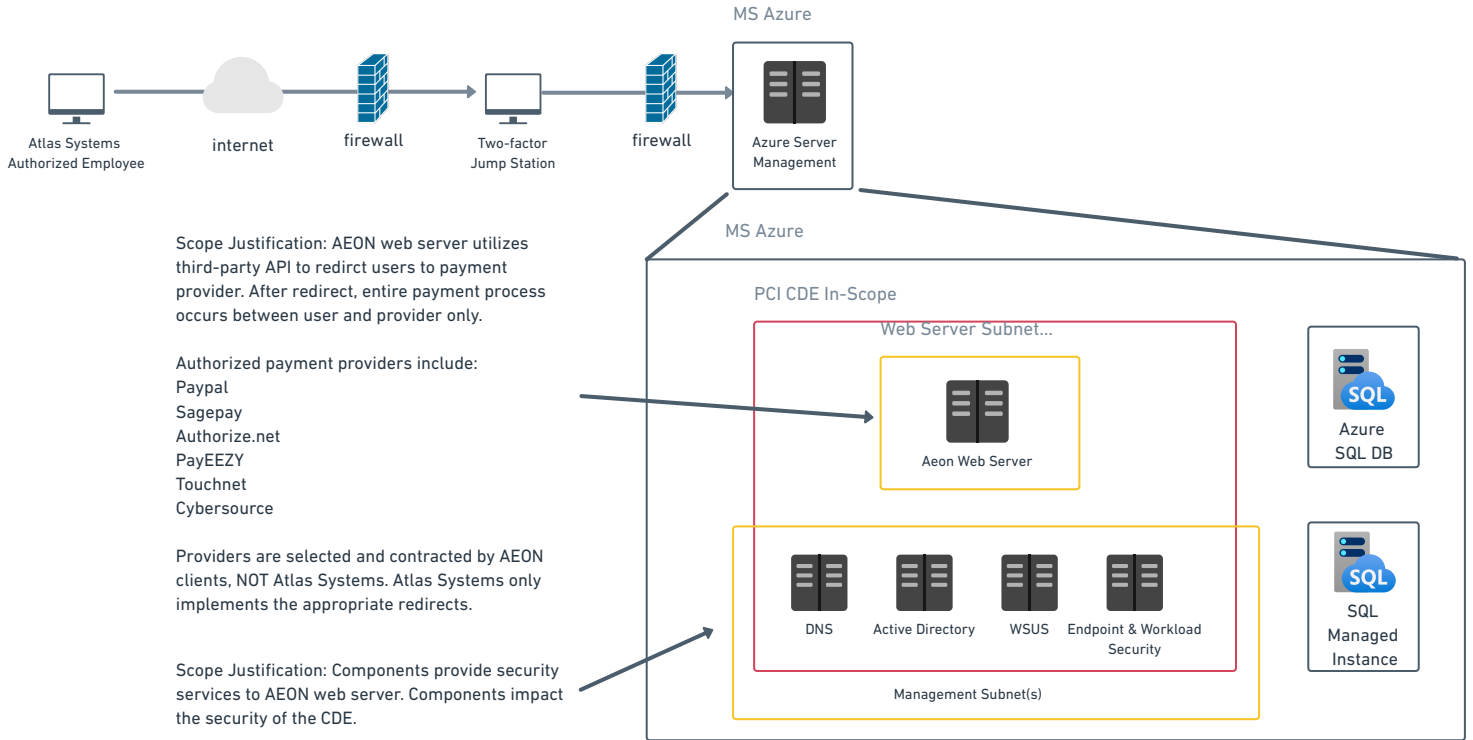 MS Azure
Atlas Systems
Authorized Employee
internet
firewall
Two-factor
Jump Station
firewall
Azure Server
Management
Scope Justification: AEON web server utilizes
third-party API to redirct users to payment
provider. After redirect, entire payment process
occurs between user and provider only.
Authorized payment providers include:
Paypal
Sagepay
Authorize.net
PayEEZY
Touchnet
Cybersource
Providers are selected and contracted by AEON
clients, NOT Atlas Systems. Atlas Systems only
implements the appropriate redirects.
Scope Justification: Components provide security
services to AEON web server. Components impact
the security of the CDE.
MS Azure
PCI CDE In-Scope
Web Server Subnet...
Aeon Web Server
DNS
Active Directory
WSUS
Endpoint & Workload
Security
Management Subnet(s)
SQL
Azure
SQL DB
SQL
SQL
Managed
Instance